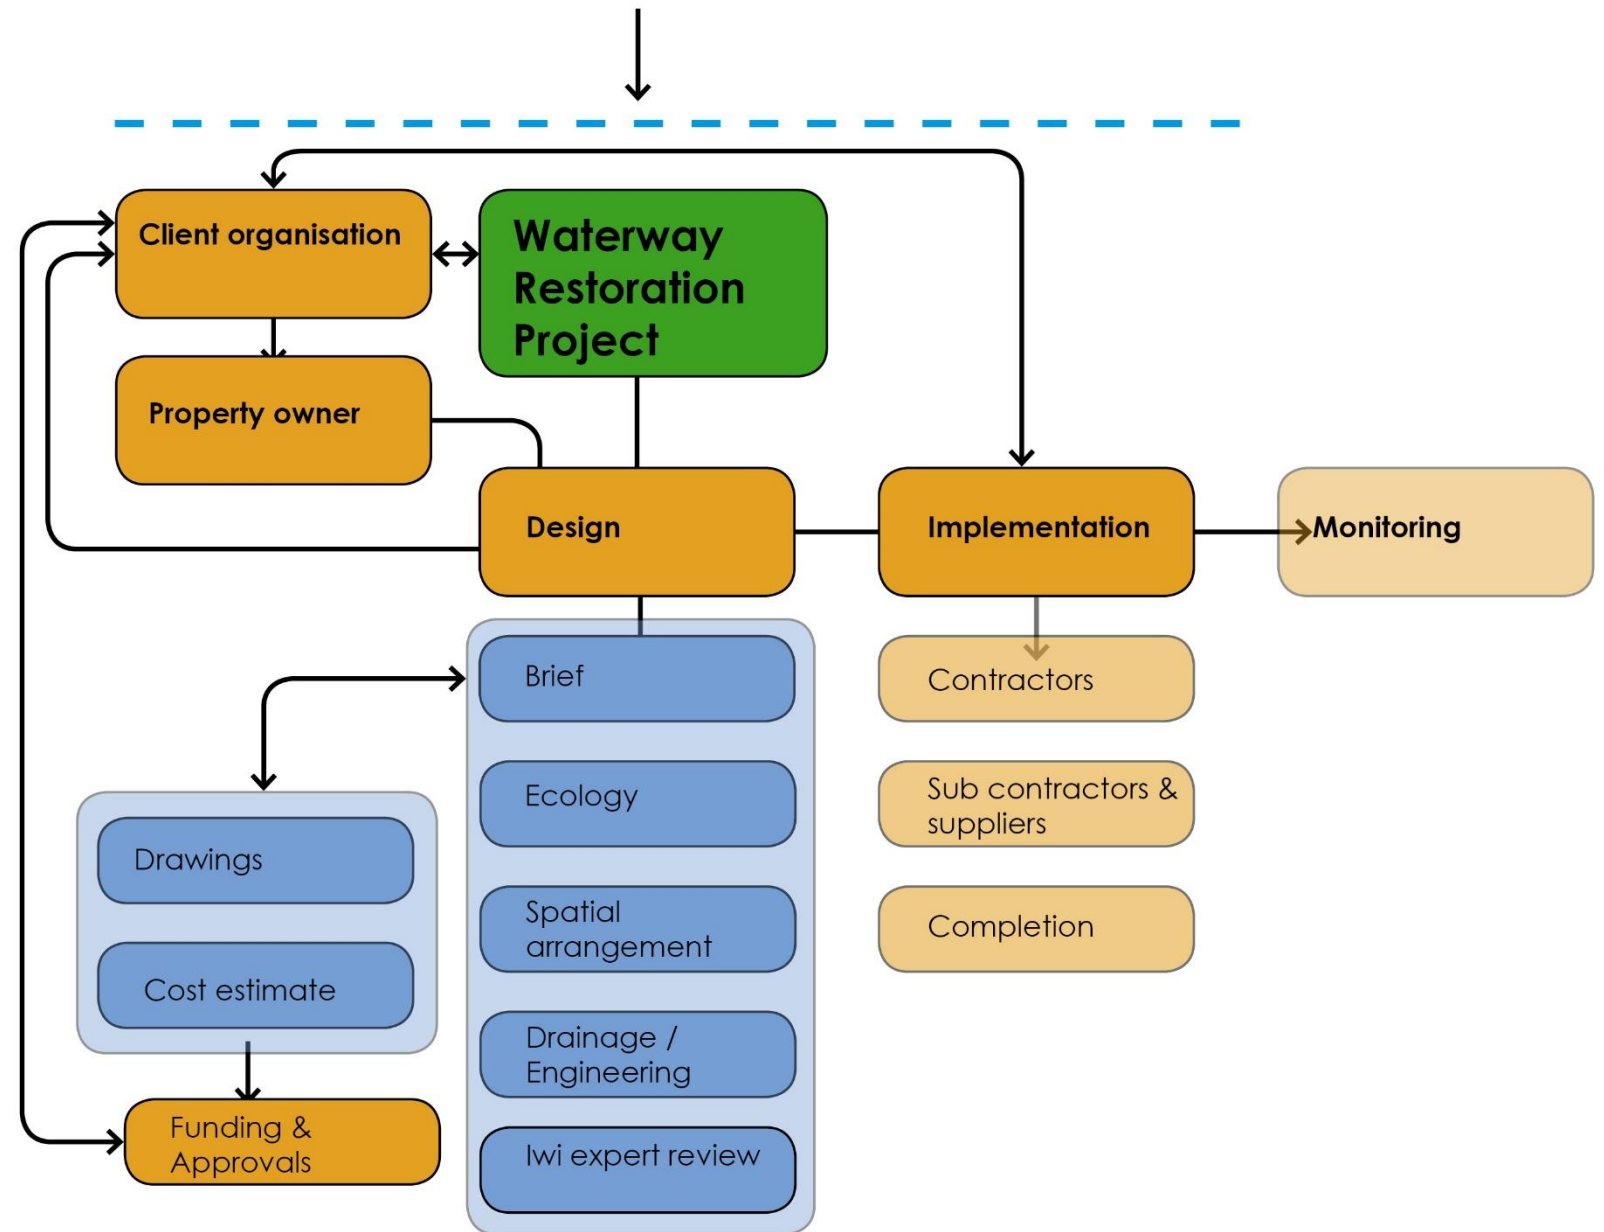 Client organisation
Waterway
Restoration
Project
Property owner
Design
Implementation
Monitoring
Brief
Contractors
Ecology
Sub contractors &
suppliers
Drawings
Spatial
arrangement
Completion
Cost estimate
Drainage /
Engineering
Funding &
Approvals
Iwi expert review